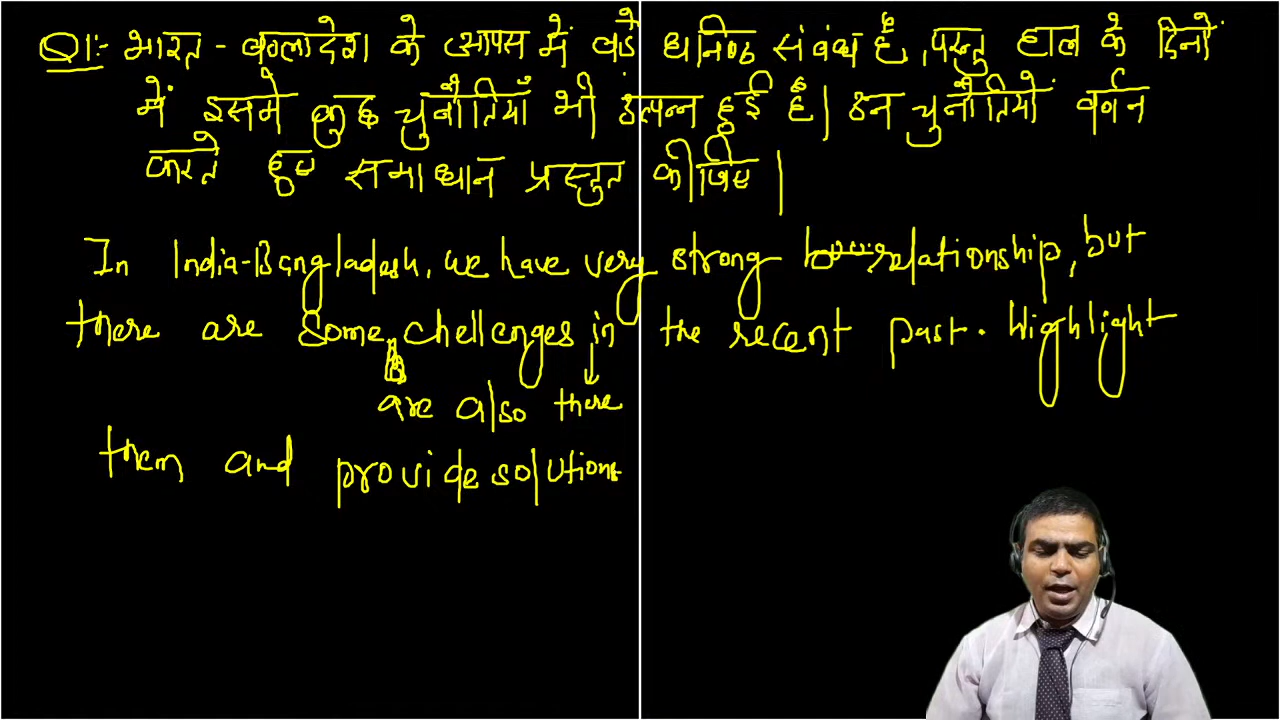 Q1:- भारत - बंग्लादेश के आपस में बडे घनिष्ठ संबंध हैं, परन्तु हाल के दिनों
में इसमे कुछ चुनौतियाँ भी उत्पन्न हुई हैं। उन चुनौतियों वर्णन
करते हुए समाधान प्रस्तुत कीजिए।
In India-Bangladesh, we have very strong relationship, but
there are some challenges in the recent past. Highlight
are also there
them and provide solutions